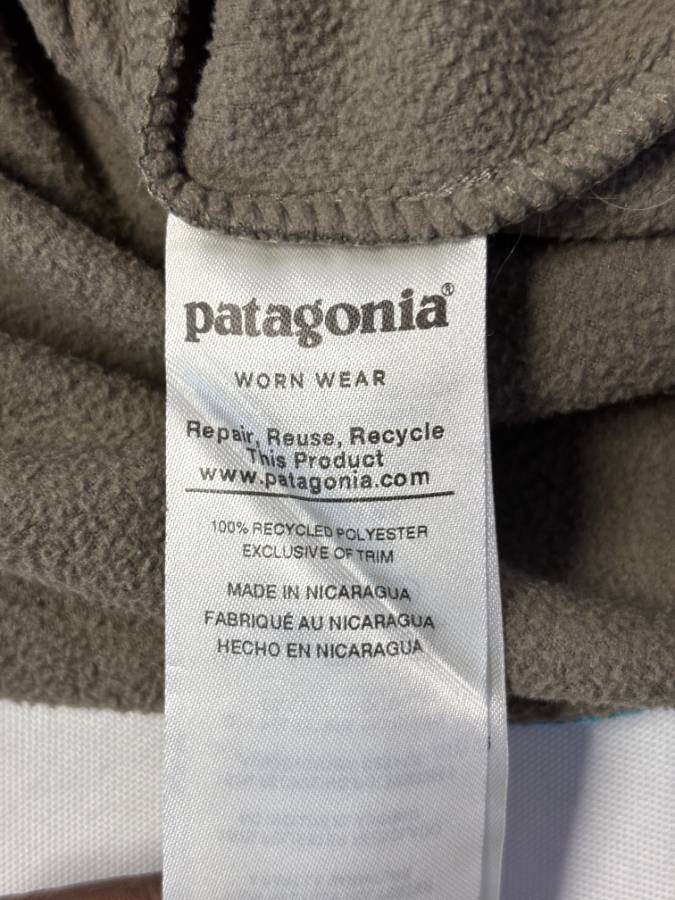 patagonia®
WORN WEAR
Repair, Reuse, Recycle
This Product
www.patagonia.com
100% RECYCLED POLYESTER
EXCLUSIVE OF TRIM
MADE IN NICARAGUA
FABRIQUÉ AU NICARAGUA
HECHO EN NICARAGUA